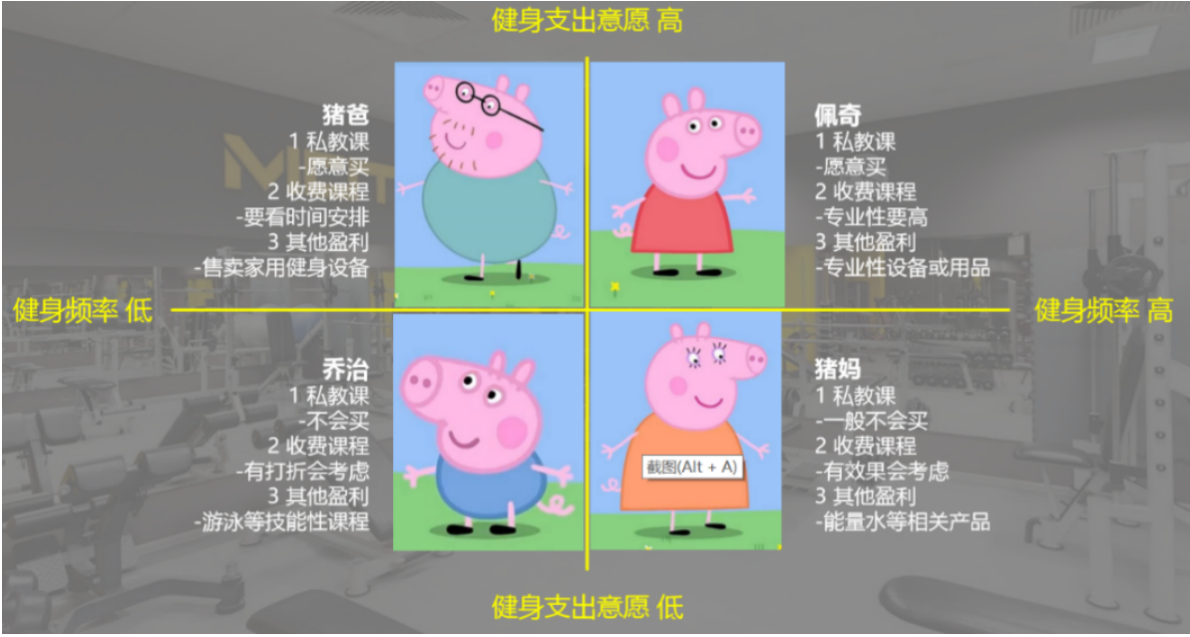 健身支出意愿 高
猪爸
1 私教课
-愿意买
2 收费课程
-要看时间安排
3 其他盈利
-售卖家用健身设备
佩奇
1 私教课
-愿意买
2 收费课程
-专业性要高
3 其他盈利
-专业性设备或用品
健身频率 低
健身频率 高
乔治
1 私教课
-不会买
2 收费课程
-有打折会考虑
3 其他盈利
-游泳等技能性课程
猪妈
1 私教课
-一般不会买
2 收费课程
-有效果会考虑
3 其他盈利
-能量水等相关产品
截图(Alt + A)
健身支出意愿 低